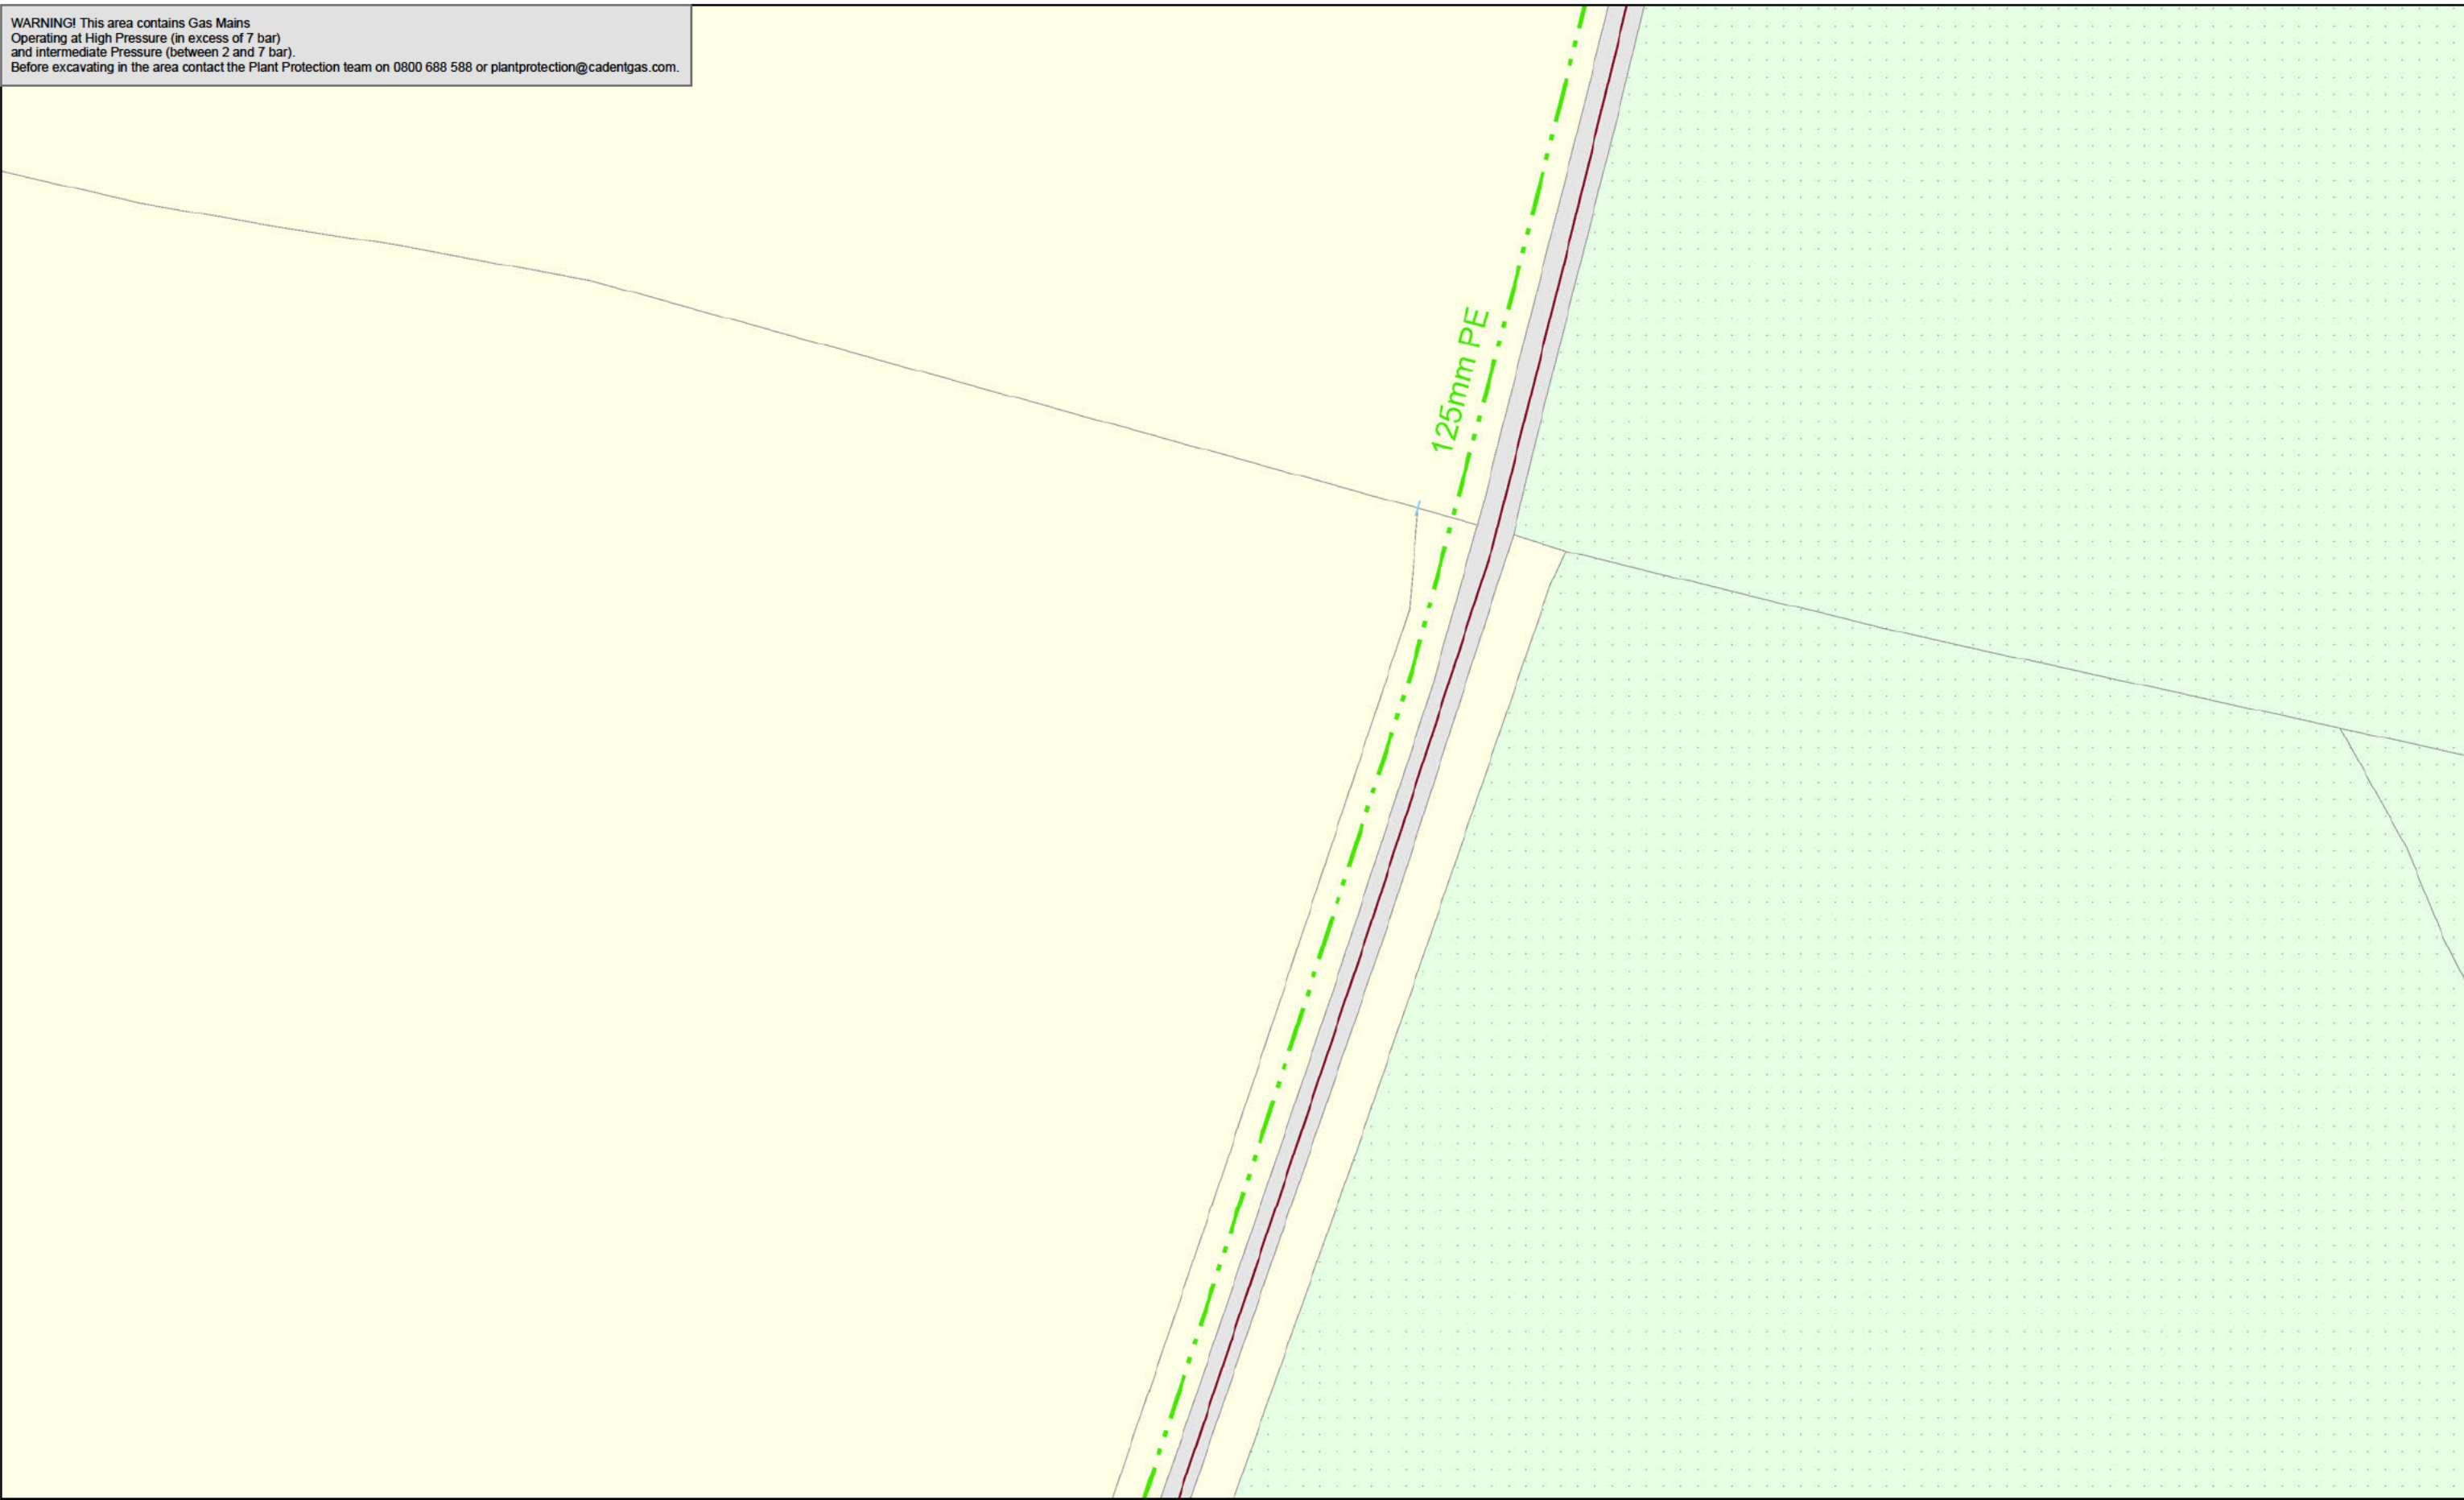 WARNING! This area contains Gas Mains
Operating at High Pressure (in excess of 7 bar)
and intermediate Pressure (between 2 and 7 bar).
Before excavating in the area contact the Plant Protection team on 0800 688 588 or plantprotection@cadentgas.com.
125mm PE